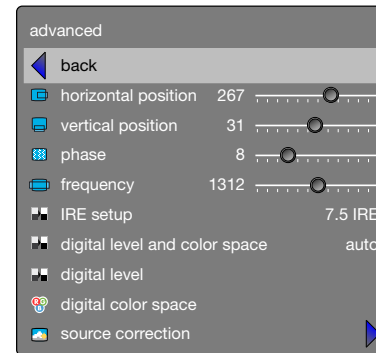 advanced
back
horizontal position 267
vertical position 31
phase 8
frequency 1312
IRE setup 7.5 IRE
digital level and color space auto
digital level
digital color space
source correction